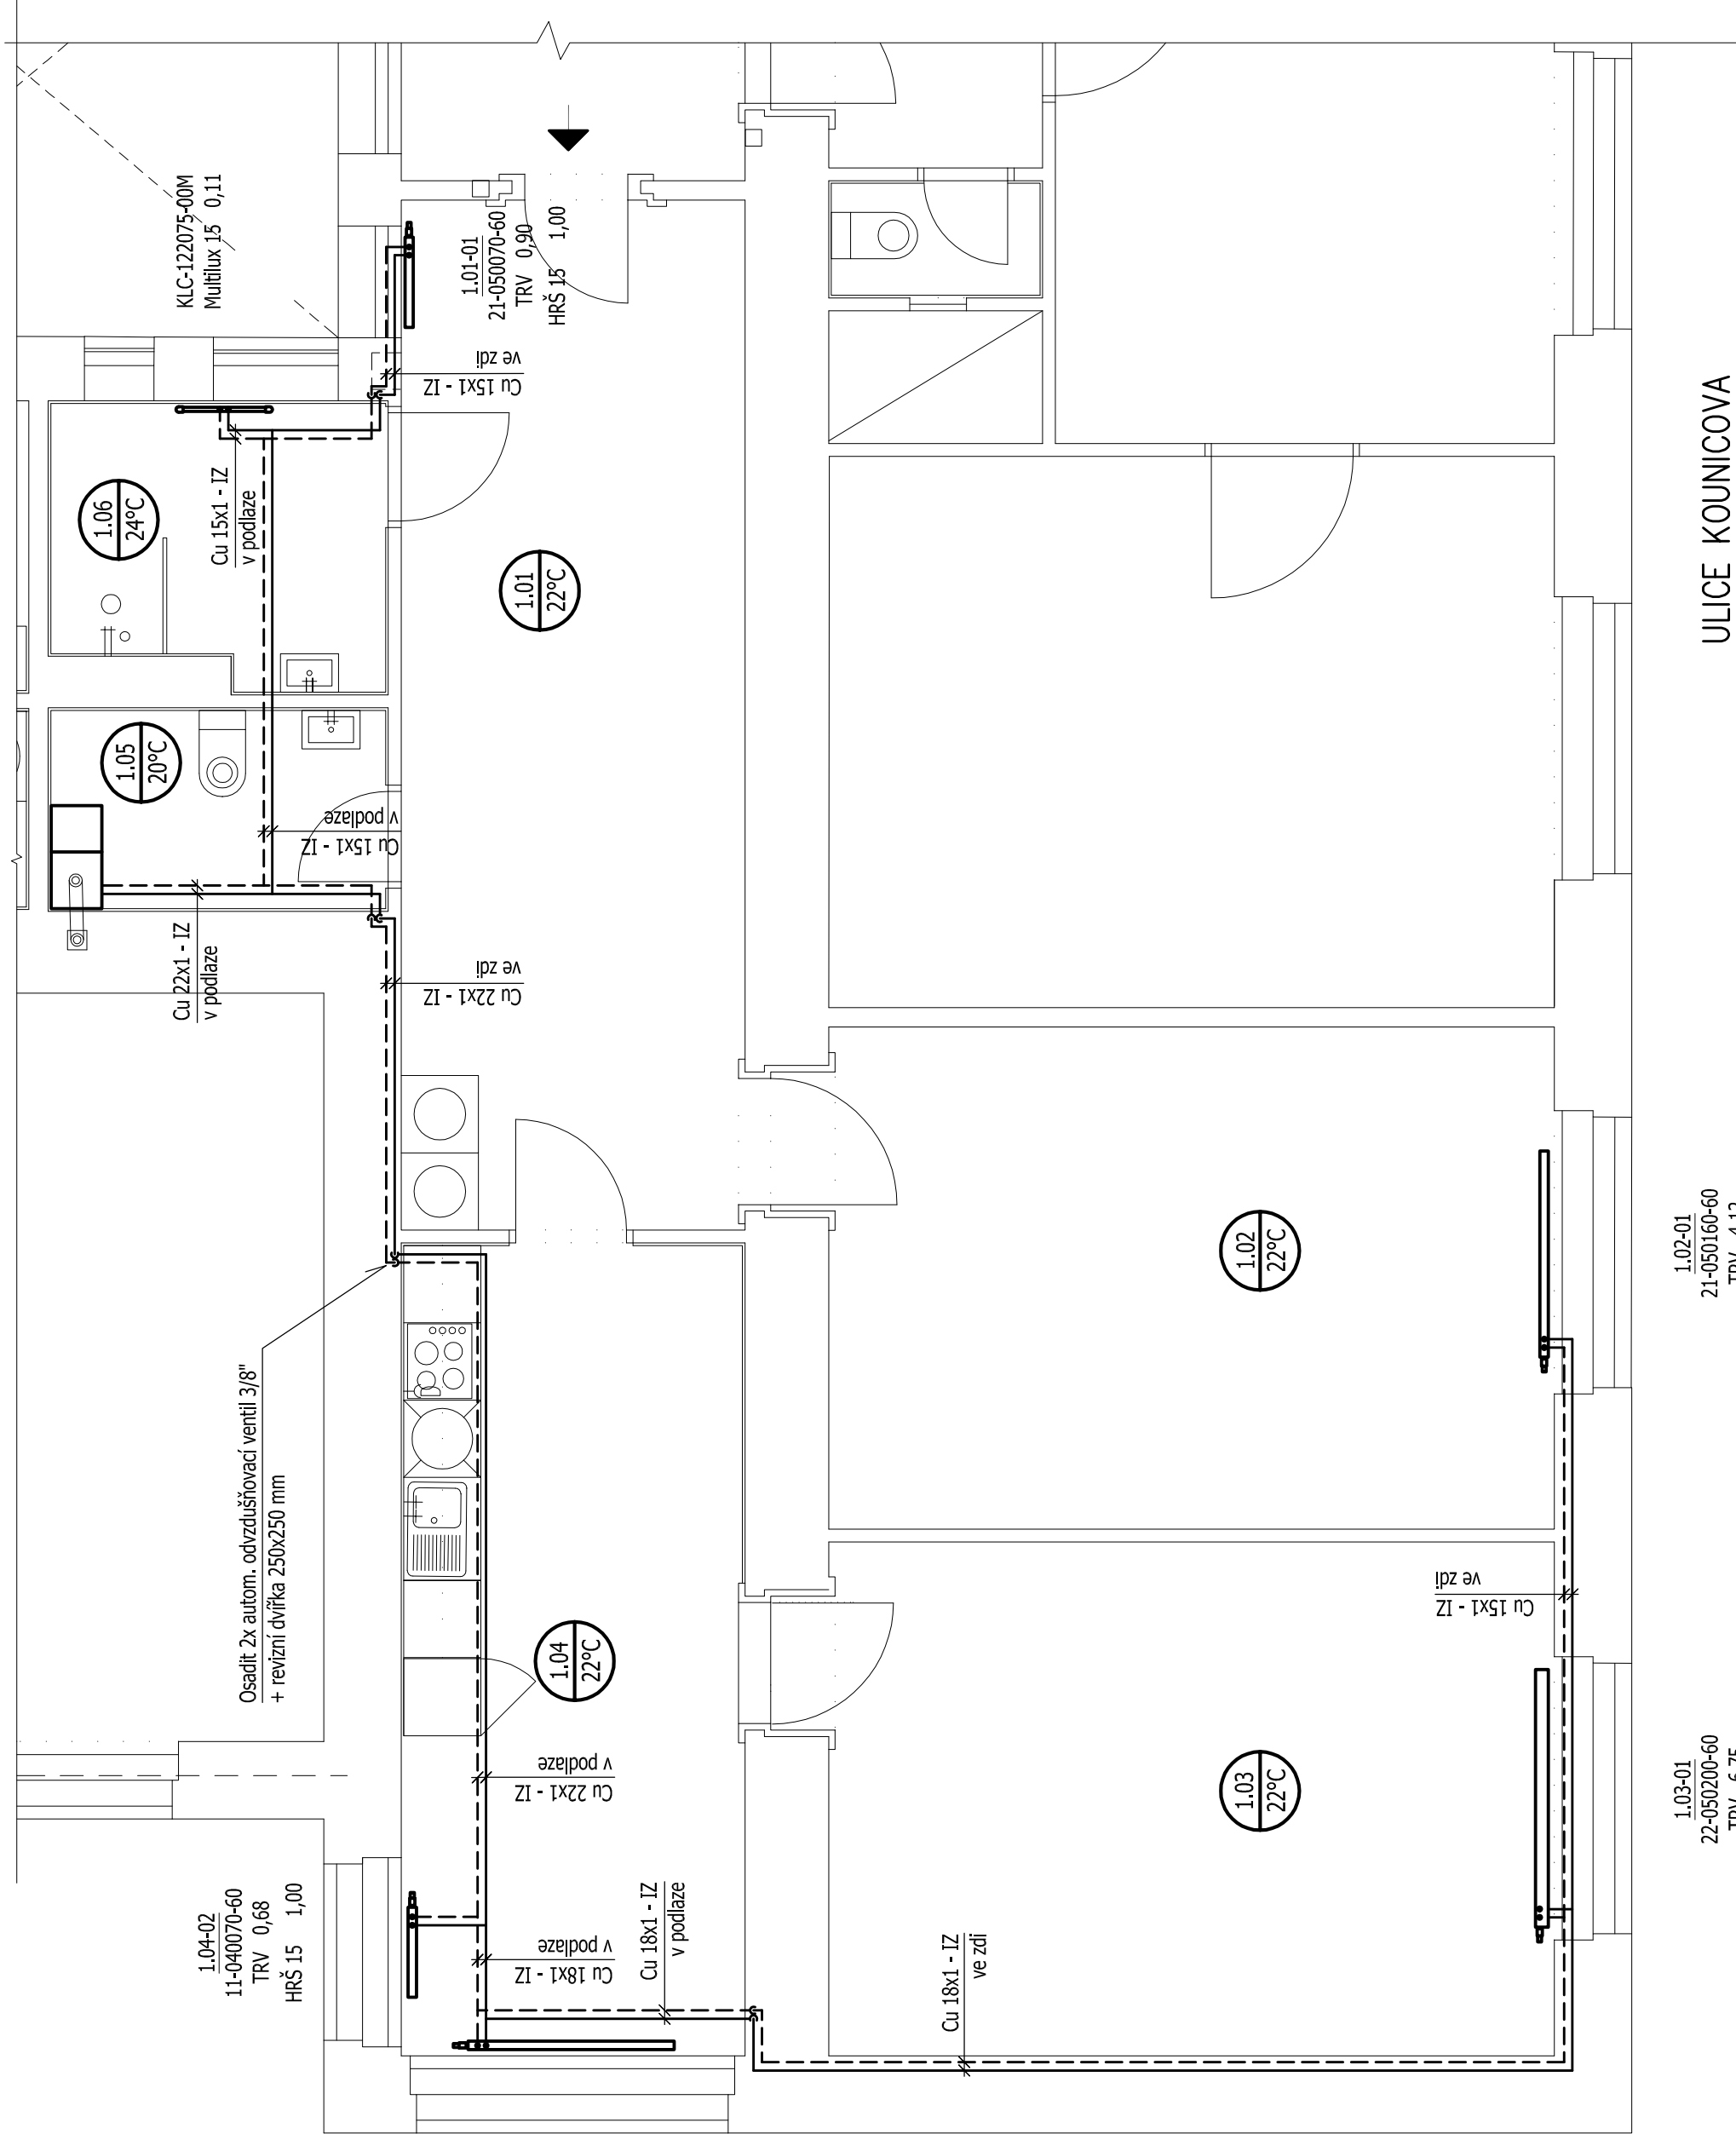 KLC-122075-00M
Multilux 15 0,11
1.01-01
21-050070-60
TRV 0,90
HRŠ 15 1,00
Cu 15x1 - IZ
ve zdi
1.06
24°C
Cu 15x1 - IZ
v podlaze
1.01
22°C
1.05
20°C
Cu 15x1 - IZ
v podlaze
Cu 22x1 - IZ
v podlaze
Cu 22x1 - IZ
ve zdi
Osadit 2x autom. odvzdušňovací ventil 3/8"
+ revizní dvířka 250x250 mm
1.02
22°C
1.04
22°C
Cu 15x1 - IZ
ve zdi
1.03
22°C
Cu 22x1 - IZ
v podlaze
1.04-02
11-040070-60
TRV 0,68
HRŠ 15 1,00
Cu 18x1 - IZ
v podlaze
Cu 18x1 - IZ
v podlaze
Cu 18x1 - IZ
ve zdi
ULICE KOUNICOVA
1.02-01
21-050160-60
1.03-01
22-050200-60